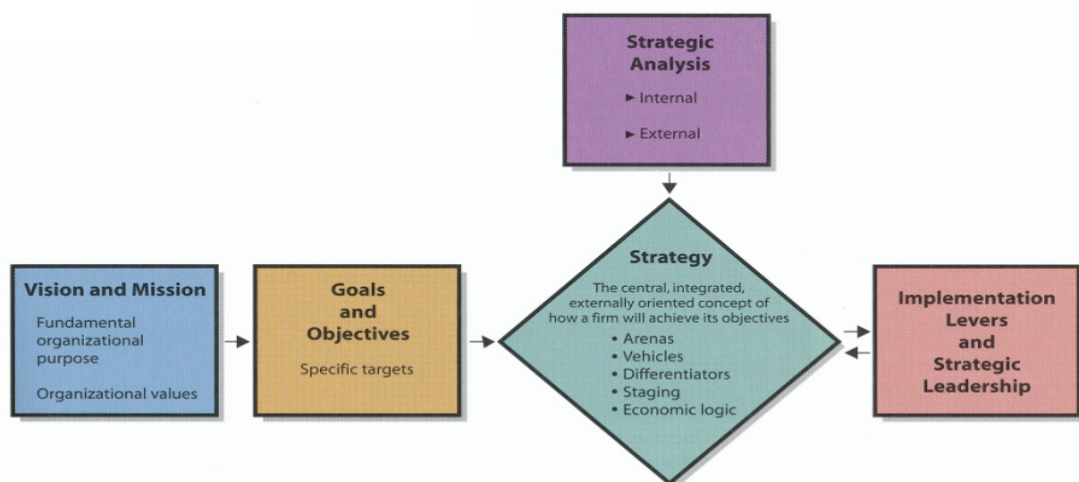 Strategic
Analysis
► Internal
► External
Vision and Mission
Fundamental
organizational
purpose
Organizational values
Goals
and
Objectives
Specific targets
Strategy
The central, integrated,
externally oriented concept of
how a firm will achieve its objectives
• Arenas
• Vehicles
• Differentiators
• Staging
• Economic logic
Implementation
Levers
and
Strategic
Leadership